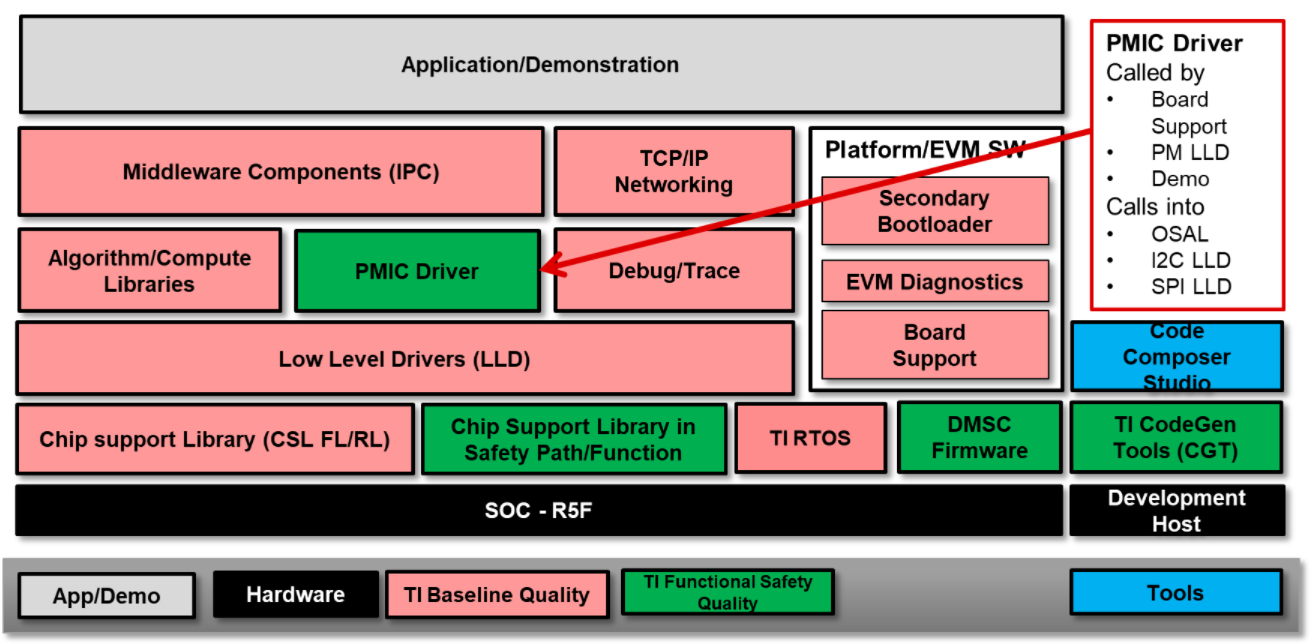 Application/Demonstration
PMIC Driver
Called by
• Board
Support
• PM LLD
• Demo
Calls into
• OSAL
• I2C LLD
• SPI LLD
Middleware Components (IPC)
TCP/IP
Networking
Platform/EVM SW
Secondary
Bootloader
EVM Diagnostics
Board
Support
Algorithm/Compute
Libraries
PMIC Driver
Debug/Trace
Low Level Drivers (LLD)
Code
Composer
Studio
Chip support Library (CSL FL/RL)
Chip Support Library in
Safety Path/Function
TI RTOS
DMSC
Firmware
TI CodeGen
Tools (CGT)
SOC - R5F
Development
Host
App/Demo
Hardware
TI Baseline Quality
TI Functional Safety
Quality
Tools